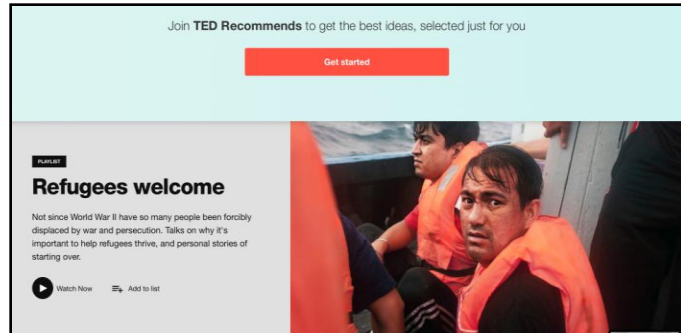 Join TED Recommends to get the best ideas, selected just for you
Get started
PLAYLIST
Refugees welcome
Not since World War II have so many people been forcibly
displaced by war and persecution. Talks on why it's
important to help refugees thrive, and personal stories of
starting over.
Watch Now Add to list